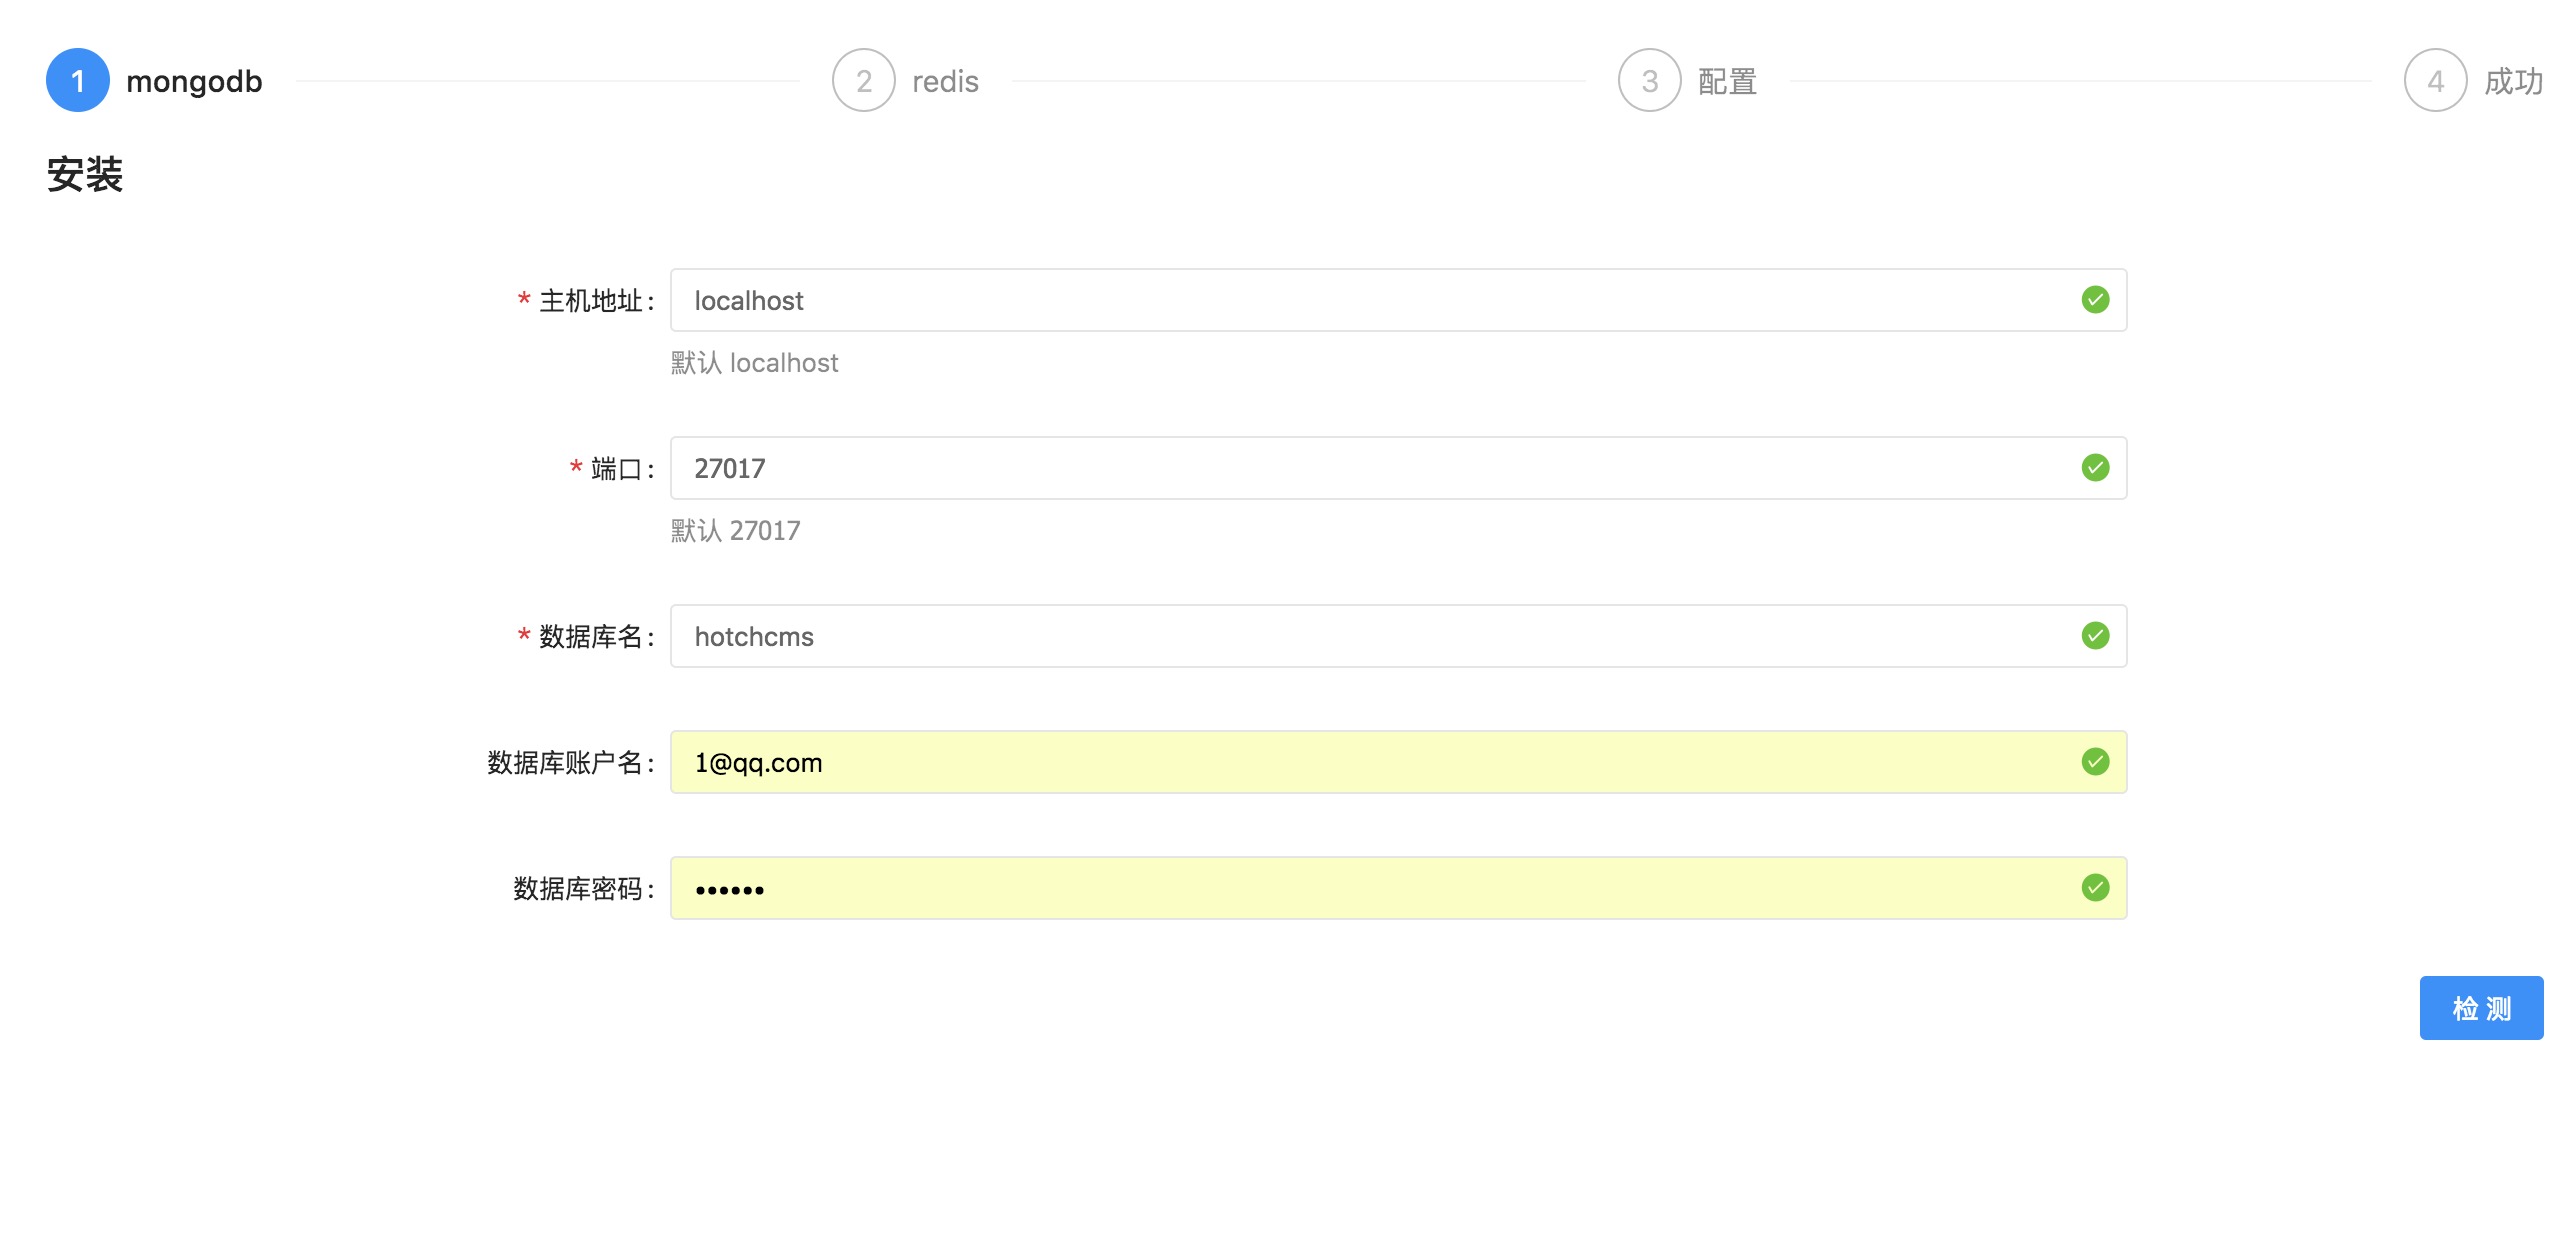 1 mongodb 2 redis 3 配置 4 成功
安装
* 主机地址: localhost
默认 localhost
* 端口: 27017
默认 27017
* 数据库名: hotchcms
数据库账户名: 1@qq.com
数据库密码: ••••••
检 测